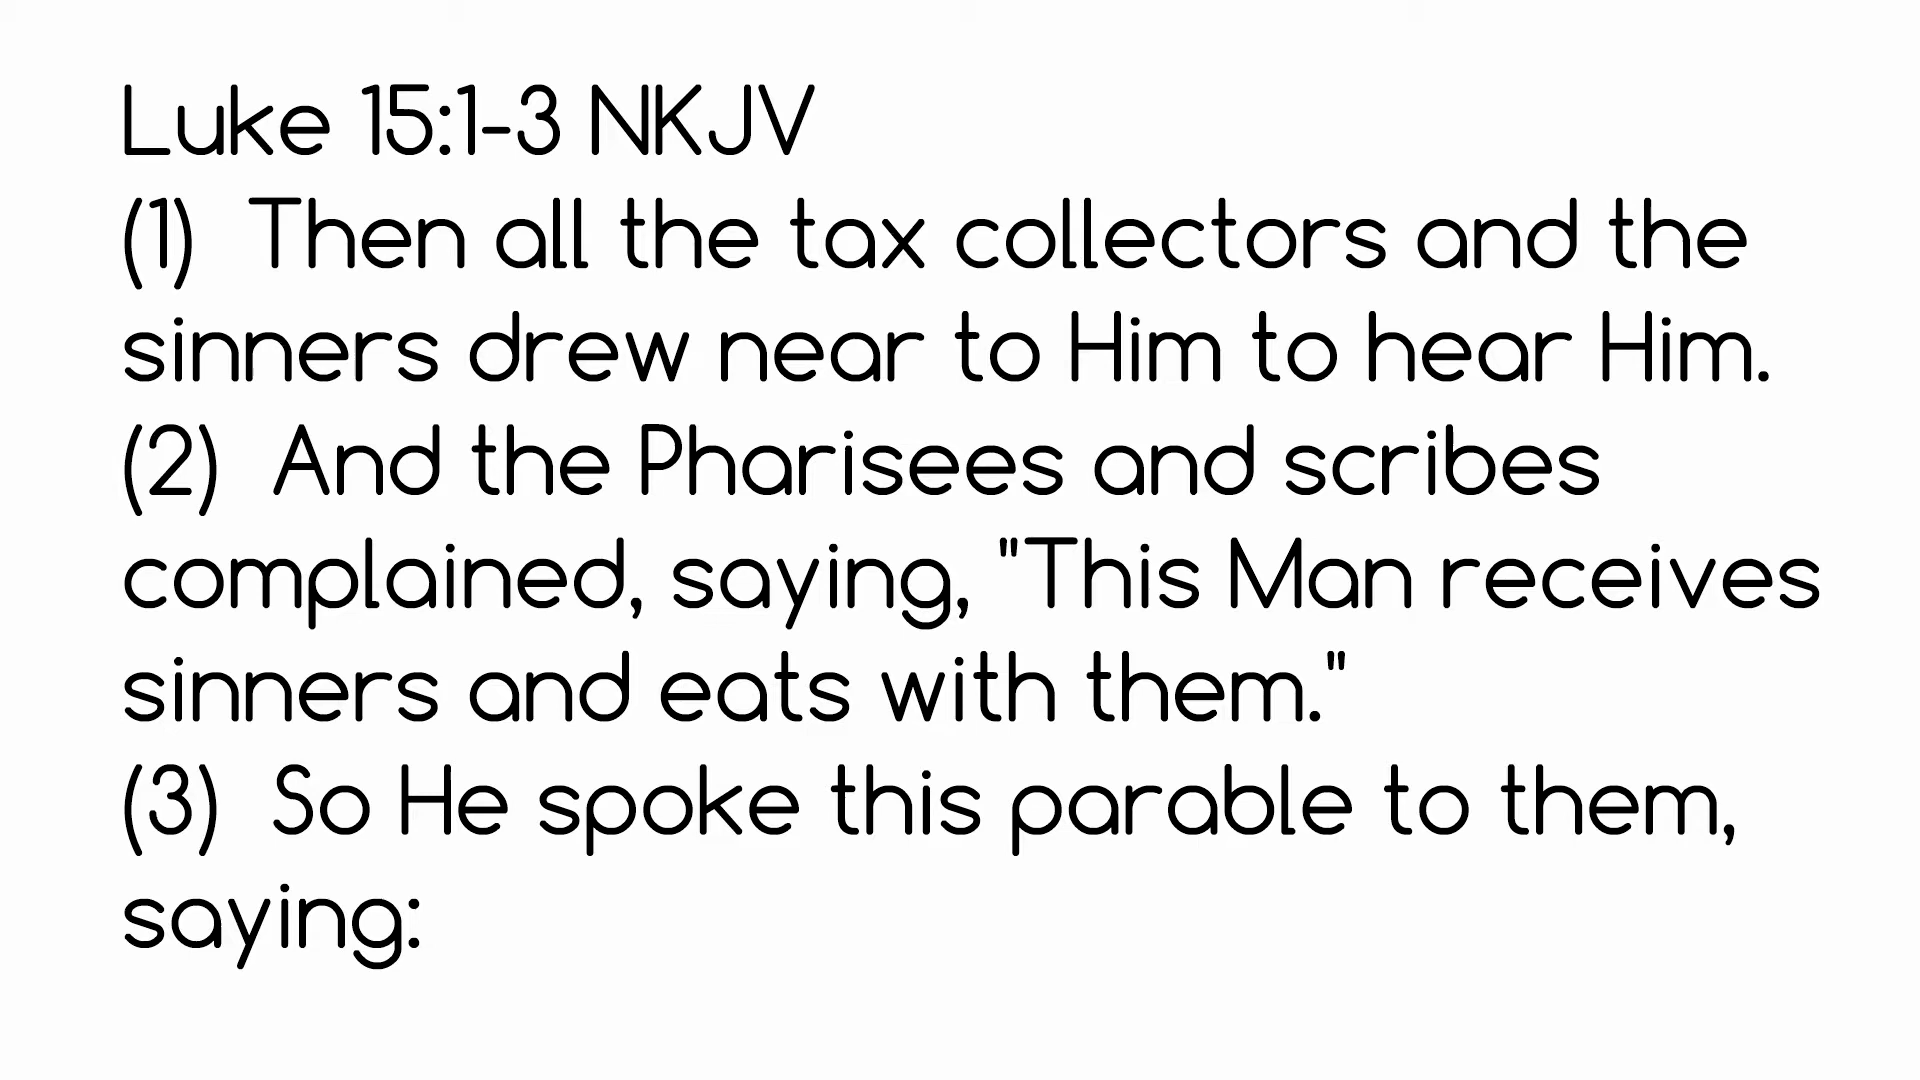 Luke 15:1-3 NKJV
(1)  Then all the tax collectors and the
sinners drew near to Him to hear Him.
(2)  And the Pharisees and scribes
complained, saying, "This Man receives
sinners and eats with them."
(3)  So He spoke this parable to them,
saying: